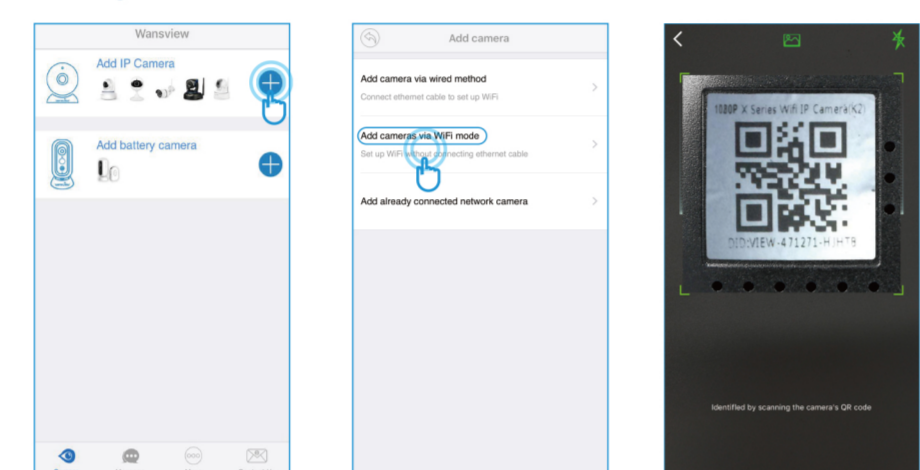 Wansview
Add IP Camera
Add battery camera
Add camera
Add camera via wired method
Connect ethernet cable to set up WiFi
Add cameras via WiFi mode
Set up WiFi without connecting ethernet cable
Add already connected network camera
1080P X Series Wifi IP Camera(K2)
DID:VIEW-471271-HJHTB
Identified by scanning the camera's QR code